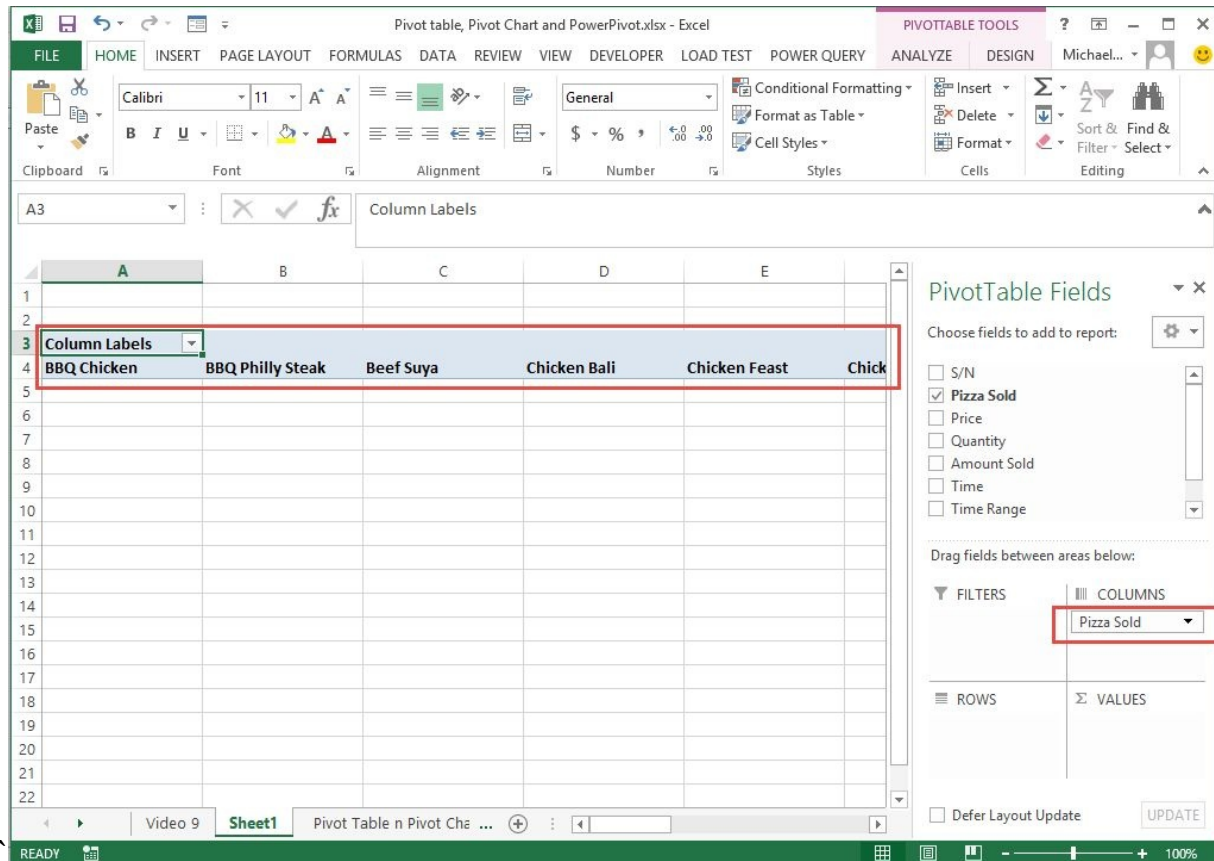 Pivot table, Pivot Chart and PowerPivot.xlsx - Excel
PIVOTTABLE TOOLS
?
FILE HOME INSERT PAGE LAYOUT FORMULAS DATA REVIEW VIEW DEVELOPER LOAD TEST POWER QUERY ANALYZE DESIGN Michael...
Paste
Calibri 11 A A
General
B I U A
$ % , .00 .0
Conditional Formatting
Format as Table
Cell Styles
Insert
Delete
Format
Sort & Filter
Find & Select
Clipboard Font Alignment Number Styles Cells Editing
A3 fx Column Labels
A B C D E
1
2
3 Column Labels
4 BBQ Chicken BBQ Philly Steak Beef Suya Chicken Bali Chicken Feast Chick
5
6
7
8
9
10
11
12
13
14
15
16
17
18
19
20
21
22
PivotTable Fields
Choose fields to add to report:
S/N
Pizza Sold
Price
Quantity
Amount Sold
Time
Time Range
Drag fields between areas below:
FILTERS COLUMNS
Pizza Sold
ROWS Σ VALUES
Defer Layout Update UPDATE
Video 9 Sheet1 Pivot Table n Pivot Cha ...
READY 100%